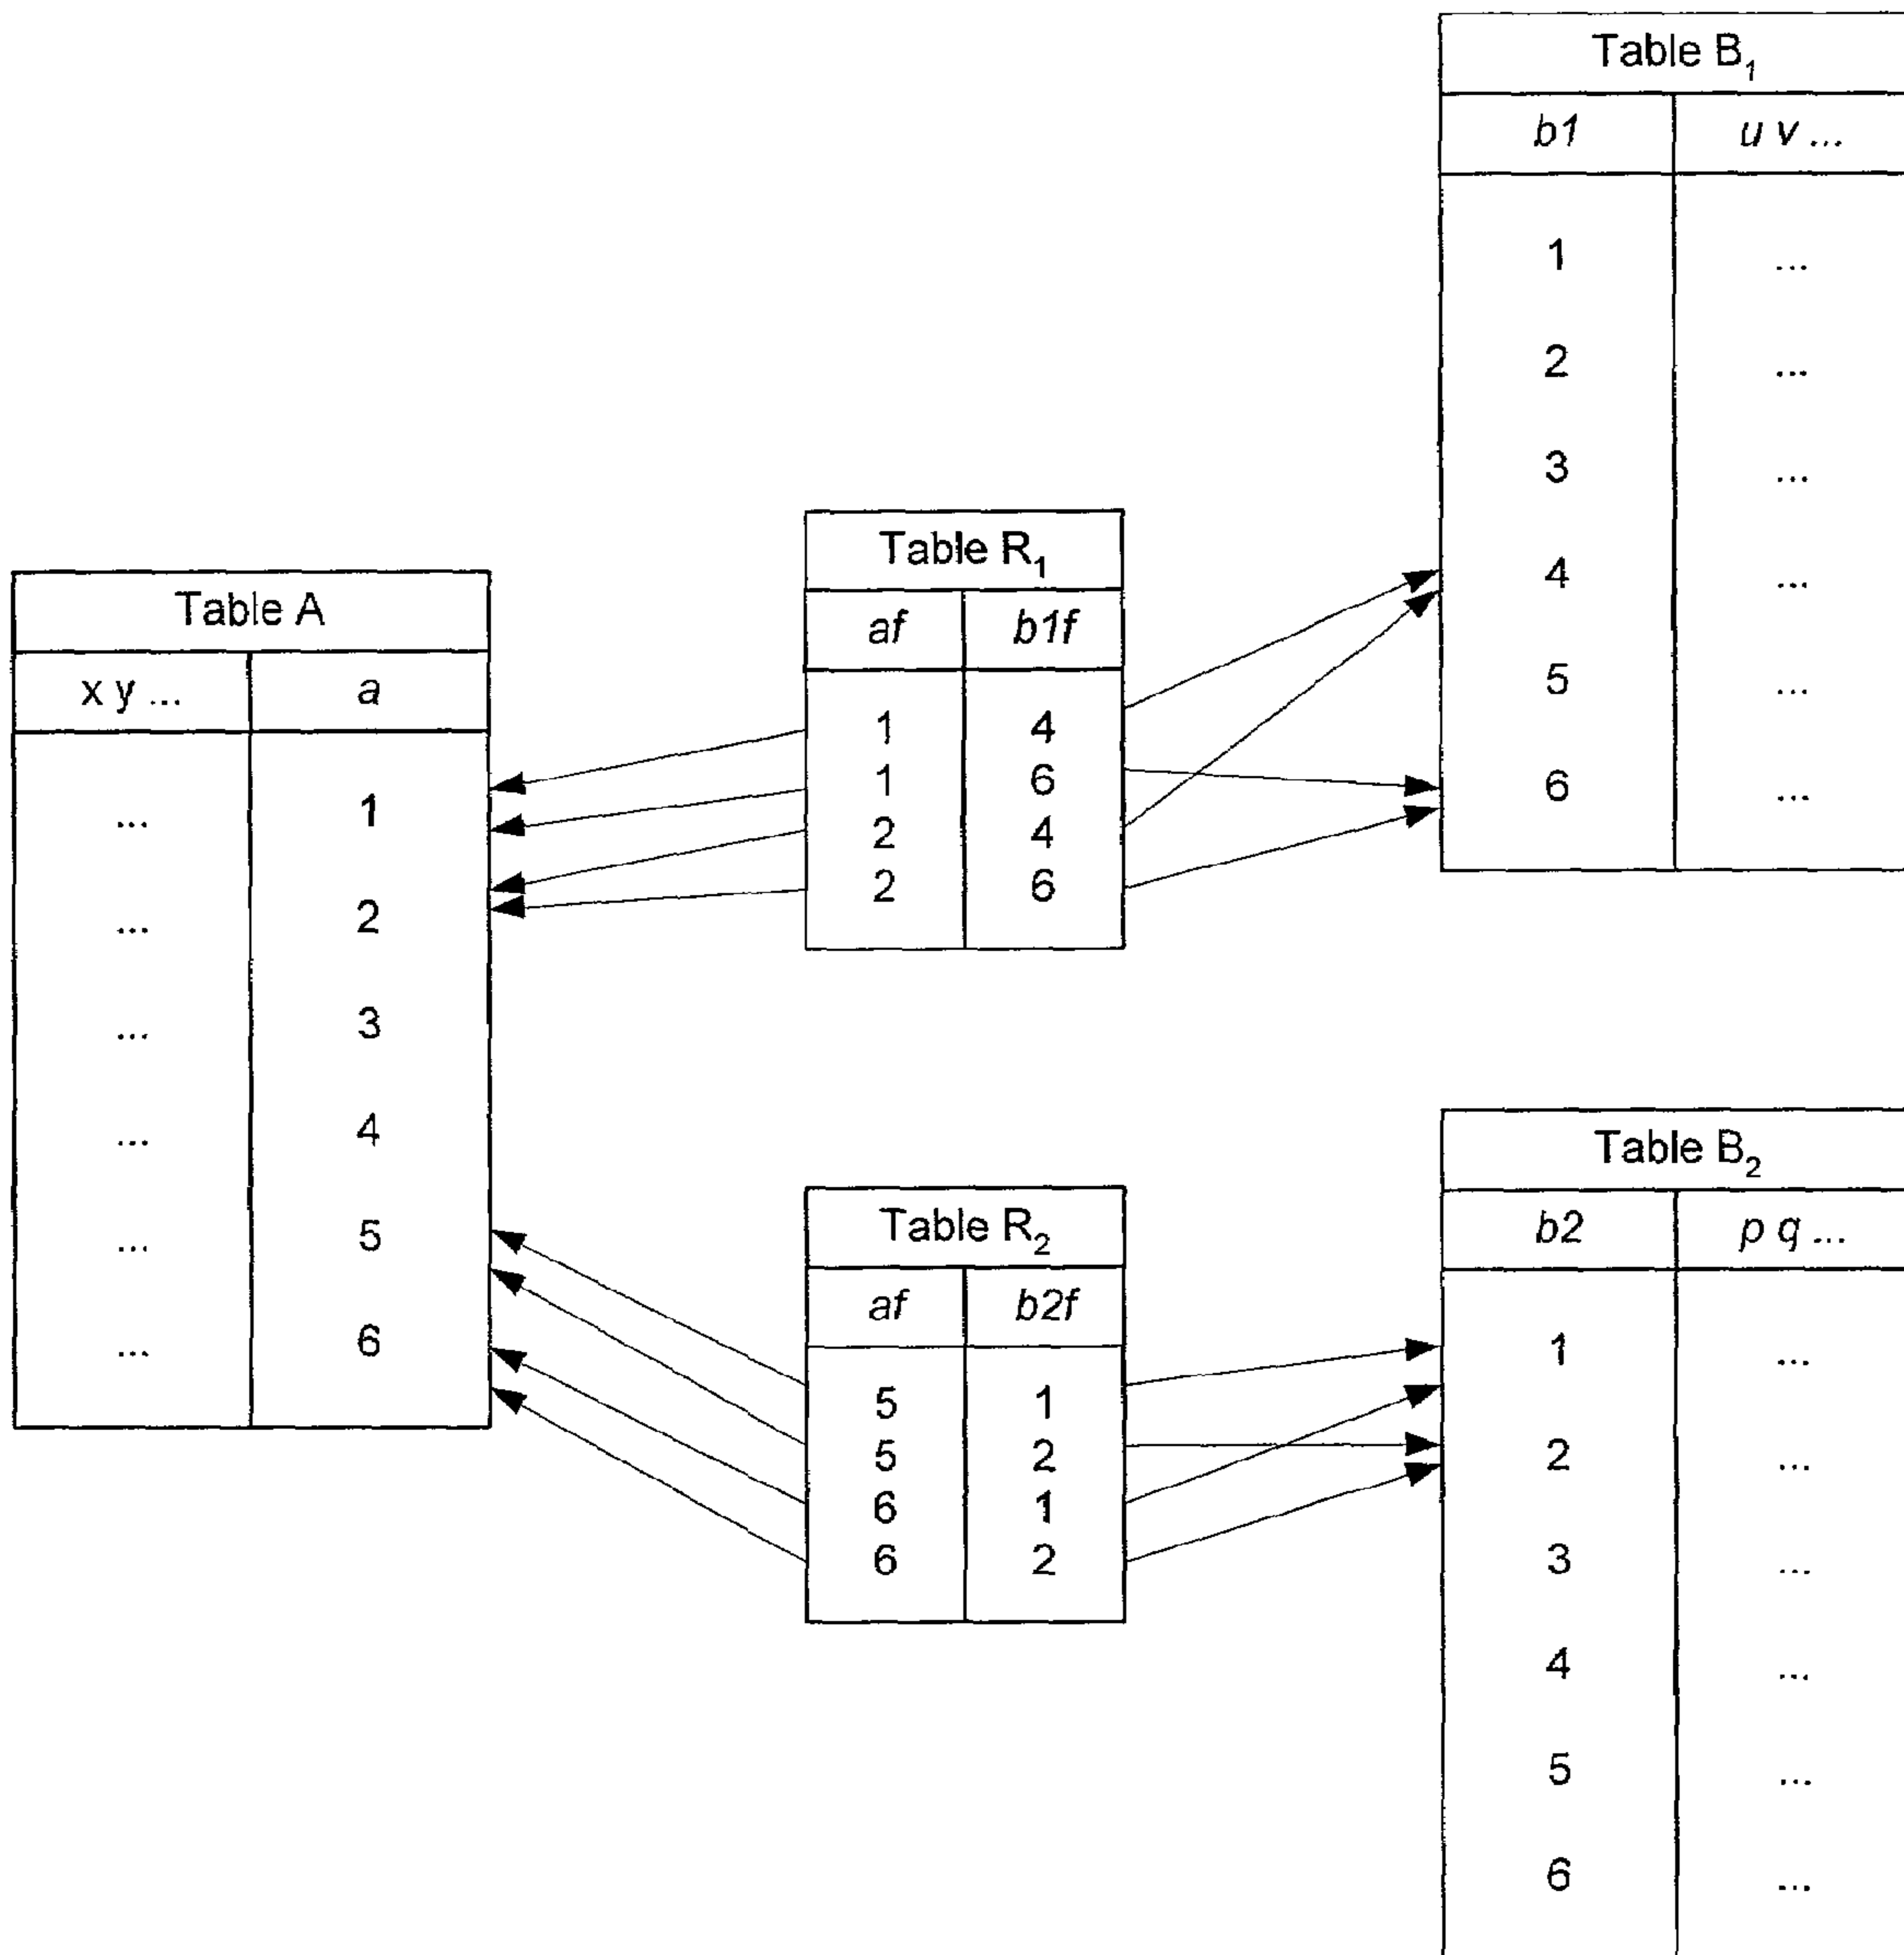 Table B₁
b1 u v ...
1 ...
2 ...
3 ...
4 ...
5 ...
6 ...
Table R₁
af b1f
1 4
1 6
2 4
2 6
Table A
x y ... a
... 1
... 2
... 3
... 4
... 5
... 6
Table R₂
af b2f
5 1
5 2
6 1
6 2
Table B₂
b2 p q ...
1 ...
2 ...
3 ...
4 ...
5 ...
6 ...